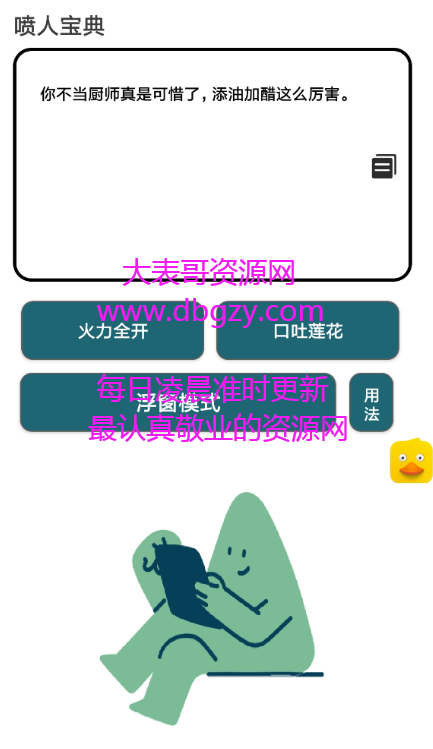 喷人宝典
你不当厨师真是可惜了，添油加醋这么厉害。
大表哥资源网
www.dbgzy.com
火力全开
口吐莲花
每日凌晨准时更新
浮窗模式
用法
最认真敬业的资源网